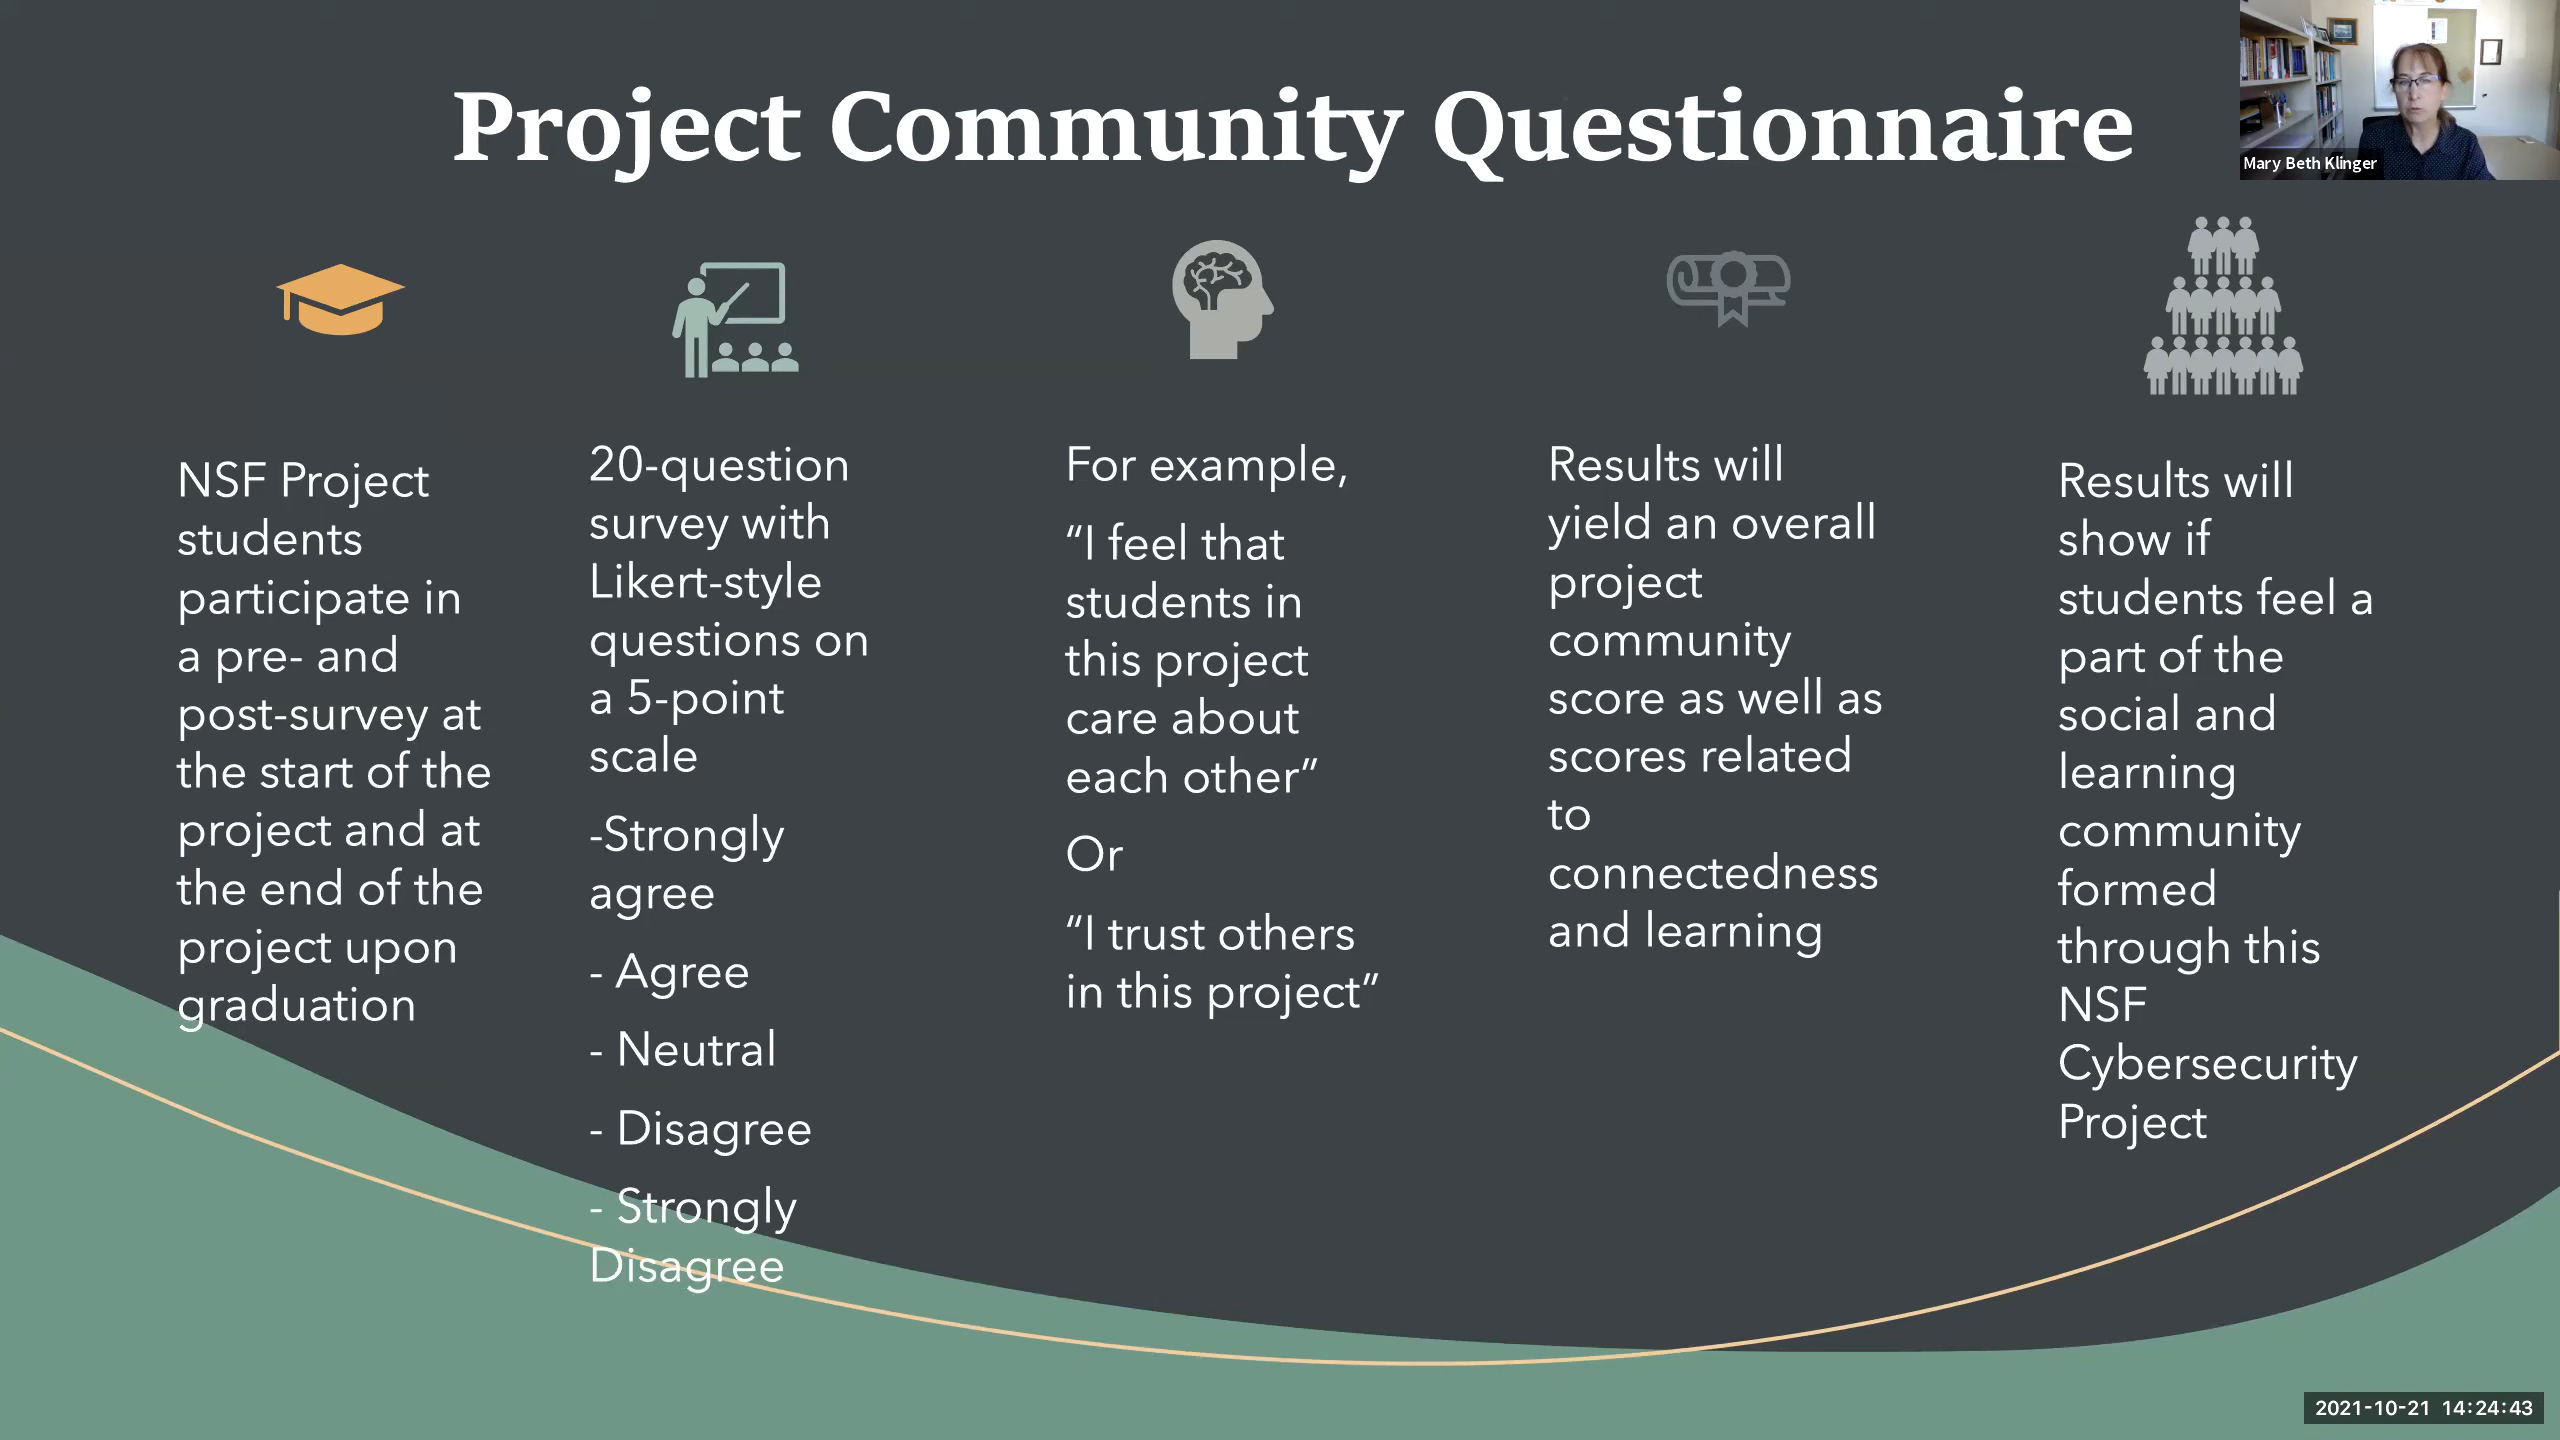 Project Community Questionnaire
Mary Beth Klinger
NSF Project
students
participate in
a pre- and
post-survey at
the start of the
project and at
the end of the
project upon
graduation
20-question
survey with
Likert-style
questions on
a 5-point
scale
-Strongly
agree
- Agree
- Neutral
- Disagree
- Strongly
Disagree
For example,
“I feel that
students in
this project
care about
each other”
Or
“I trust others
in this project”
Results will
yield an overall
project
community
score as well as
scores related
to
connectedness
and learning
Results will
show if
students feel a
part of the
social and
learning
community
formed
through this
NSF
Cybersecurity
Project
2021-10-21 14:24:43